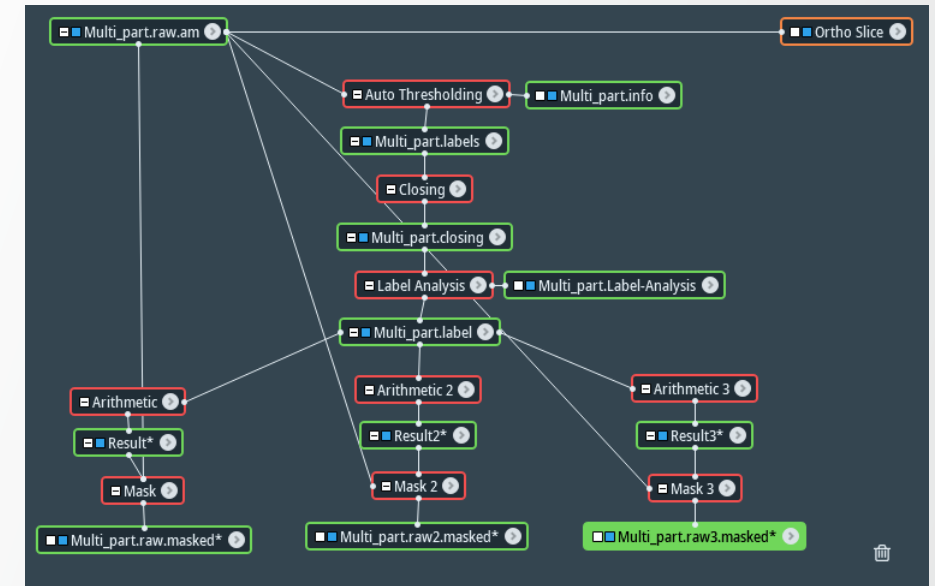 Multi_part.raw.am
Ortho Slice
Auto Thresholding
Multi_part.info
Multi_part.labels
Closing
Multi_part.closing
Label Analysis
Multi_part.Label-Analysis
Multi_part.label
Arithmetic
Arithmetic 2
Arithmetic 3
Result*
Result2*
Result3*
Mask
Mask 2
Mask 3
Multi_part.raw.masked*
Multi_part.raw2.masked*
Multi_part.raw3.masked*